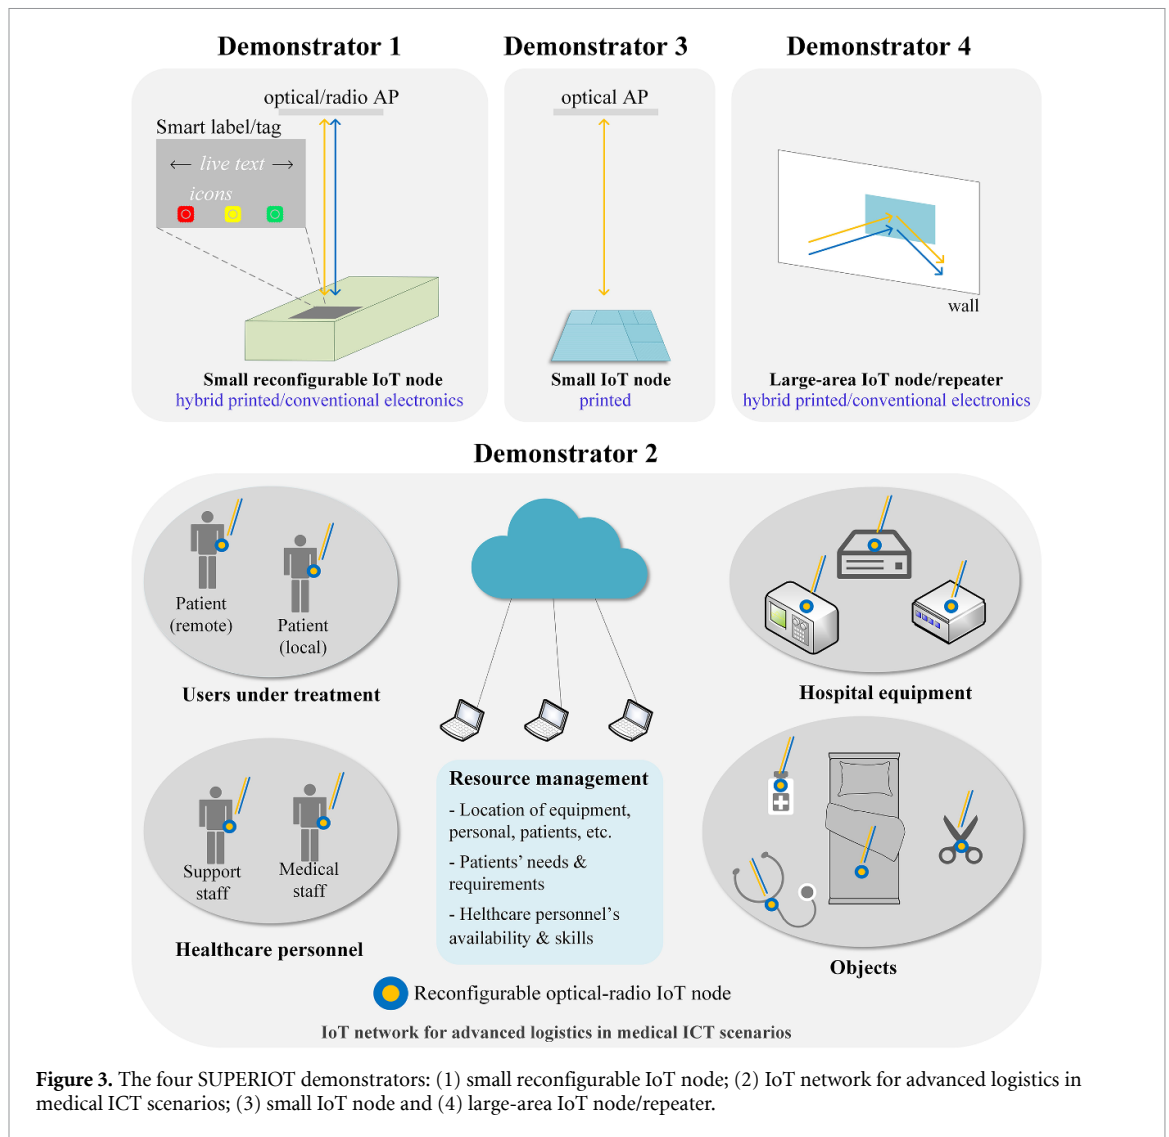 Demonstrator 1
optical/radio AP
Smart label/tag
live text
icons
Small reconfigurable IoT node
hybrid printed/conventional electronics
Demonstrator 3
optical AP
Small IoT node
printed
Demonstrator 4
wall
Large-area IoT node/repeater
hybrid printed/conventional electronics
Demonstrator 2
Patient
(remote)
Patient
(local)
Users under treatment
Hospital equipment
Support
staff
Medical
staff
Healthcare personnel
Resource management
- Location of equipment,
personal, patients, etc.
- Patients’ needs &
requirements
- Helthcare personnel’s
availability & skills
Objects
Reconfigurable optical-radio IoT node
IoT network for advanced logistics in medical ICT scenarios
Figure 3. The four SUPERIOT demonstrators: (1) small reconfigurable IoT node; (2) IoT network for advanced logistics in
medical ICT scenarios; (3) small IoT node and (4) large-area IoT node/repeater.